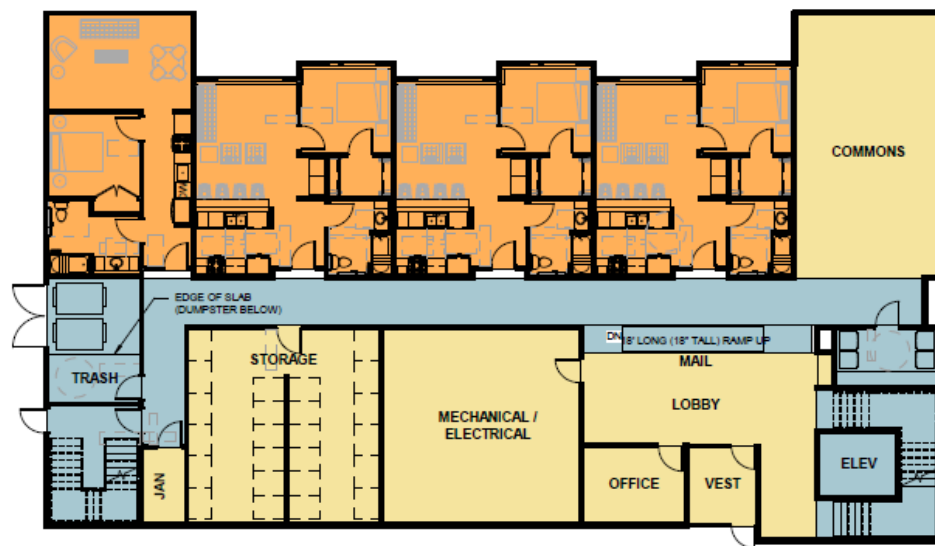 COMMONS
EDGE OF SLAB
(DUMPSTER BELOW)
DN
18' LONG (18" TALL) RAMP UP
STORAGE
MAIL
TRASH
LOBBY
MECHANICAL /
ELECTRICAL
ELEV
JAN
OFFICE
VEST